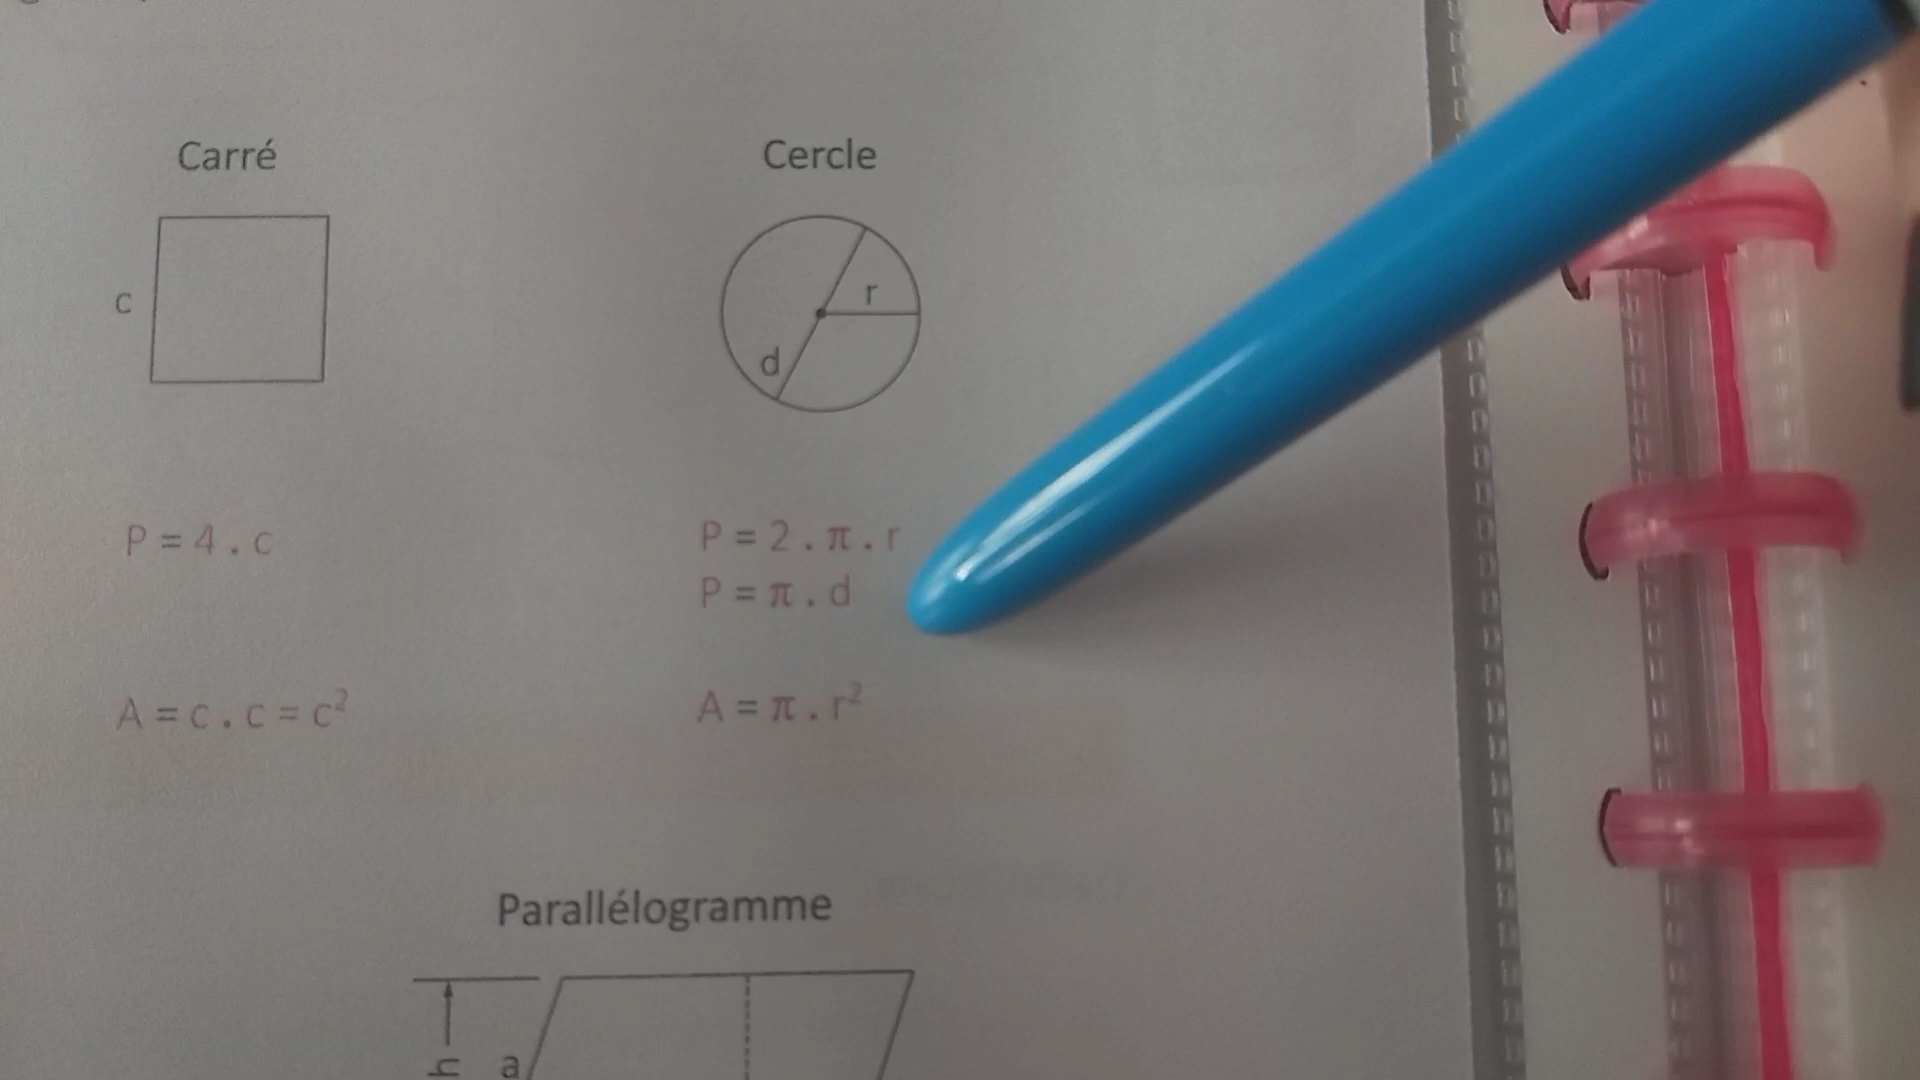 Carré
Cercle
c
r
d
P = 4 . c
P = 2 . π . r
P = π . d
A = c . c = c²
A = π . r²
Parallélogramme
h
a